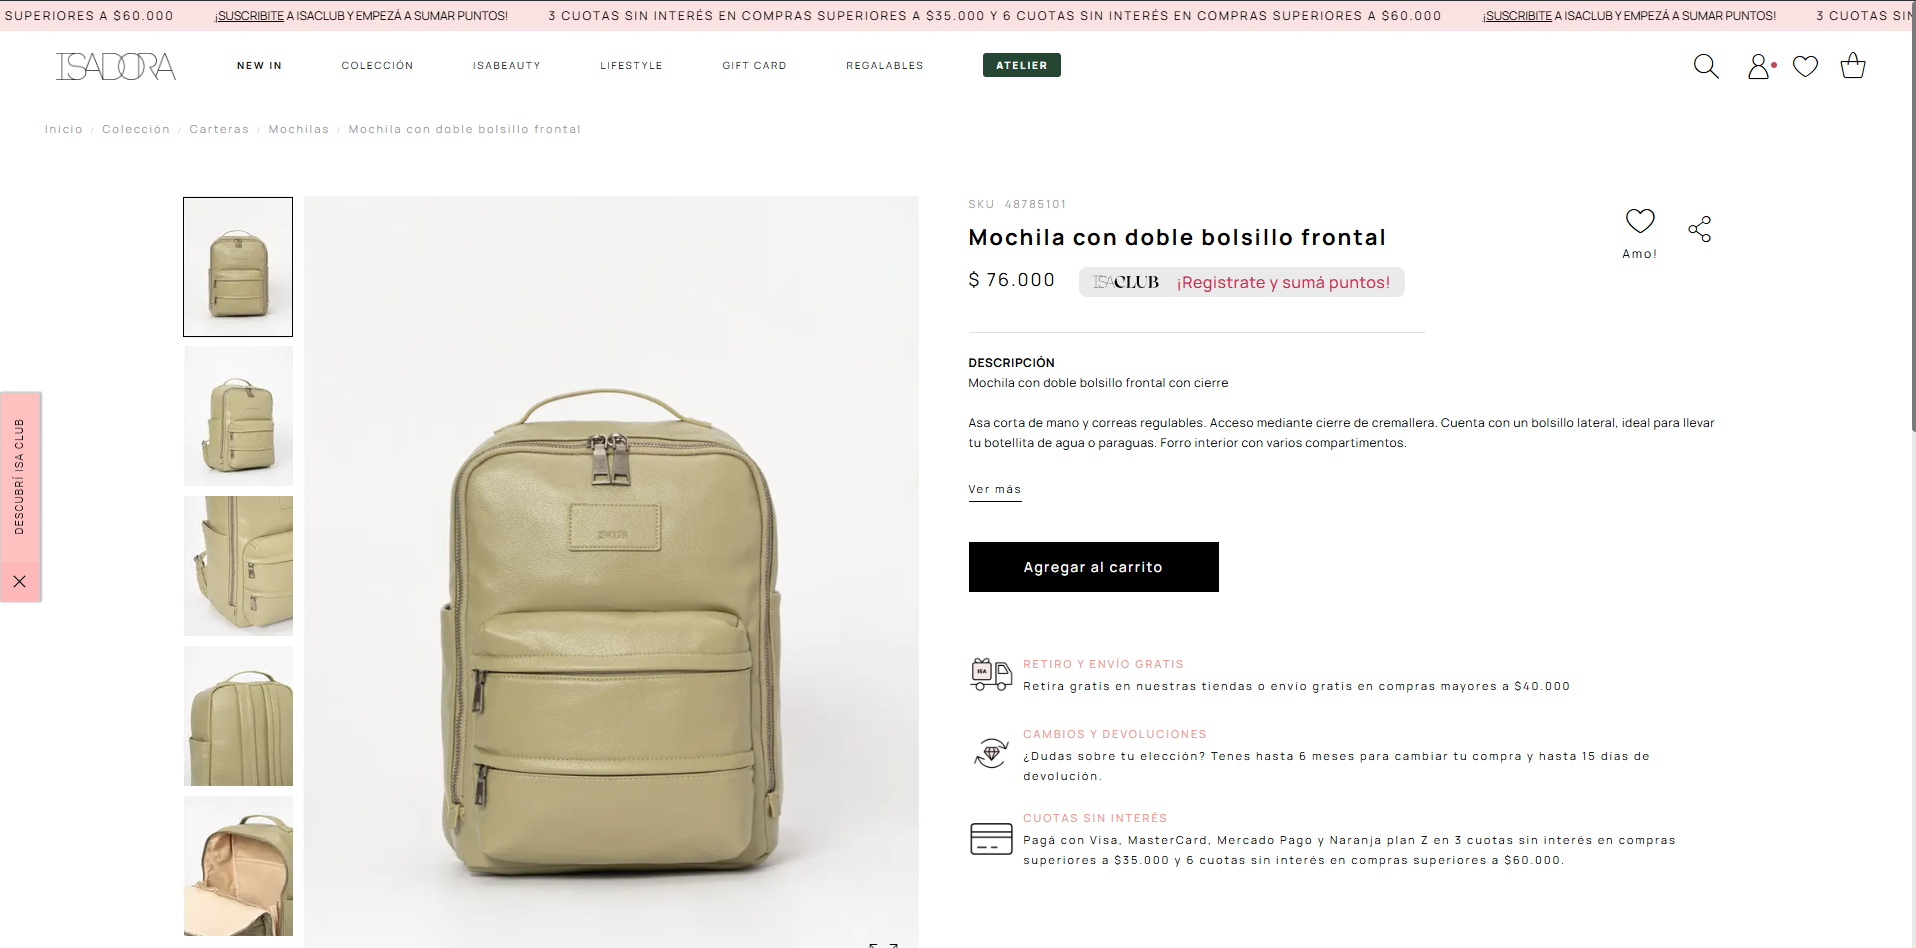 SUPERIORES A $60.000 ¡SUSCRIBITE A ISACLUB Y EMPEZÁ A SUMAR PUNTOS! 3 CUOTAS SIN INTERÉS EN COMPRAS SUPERIORES A $35.000 Y 6 CUOTAS SIN INTERÉS EN COMPRAS SUPERIORES A $60.000 ¡SUSCRIBITE A ISACLUB Y EMPEZÁ A SUMAR PUNTOS! 3 CUOTAS SIN
ISADORA NEW IN COLECCIÓN ISABEAUTY LIFESTYLE GIFT CARD REGALABLES ATELIER
Inicio / Colección / Carteras / Mochilas / Mochila con doble bolsillo frontal
SKU 48785101
Mochila con doble bolsillo frontal
Amo!
$ 76.000 ISACLUB ¡Registrate y sumá puntos!
DESCRIPCIÓN
Mochila con doble bolsillo frontal con cierre
Asa corta de mano y correas regulables. Acceso mediante cierre de cremallera. Cuenta con un bolsillo lateral, ideal para llevar
tu botellita de agua o paraguas. Forro interior con varios compartimentos.
Ver más
Agregar al carrito
DESCUBRÍ ISA CLUB
ISADORA
ISA
RETIRO Y ENVÍO GRATIS
Retira gratis en nuestras tiendas o envío gratis en compras mayores a $40.000
CAMBIOS Y DEVOLUCIONES
¿Dudas sobre tu elección? Tenes hasta 6 meses para cambiar tu compra y hasta 15 días de
devolución.
CUOTAS SIN INTERÉS
Pagá con Visa, MasterCard, Mercado Pago y Naranja plan Z en 3 cuotas sin interés en compras
superiores a $35.000 y 6 cuotas sin interés en compras superiores a $60.000.